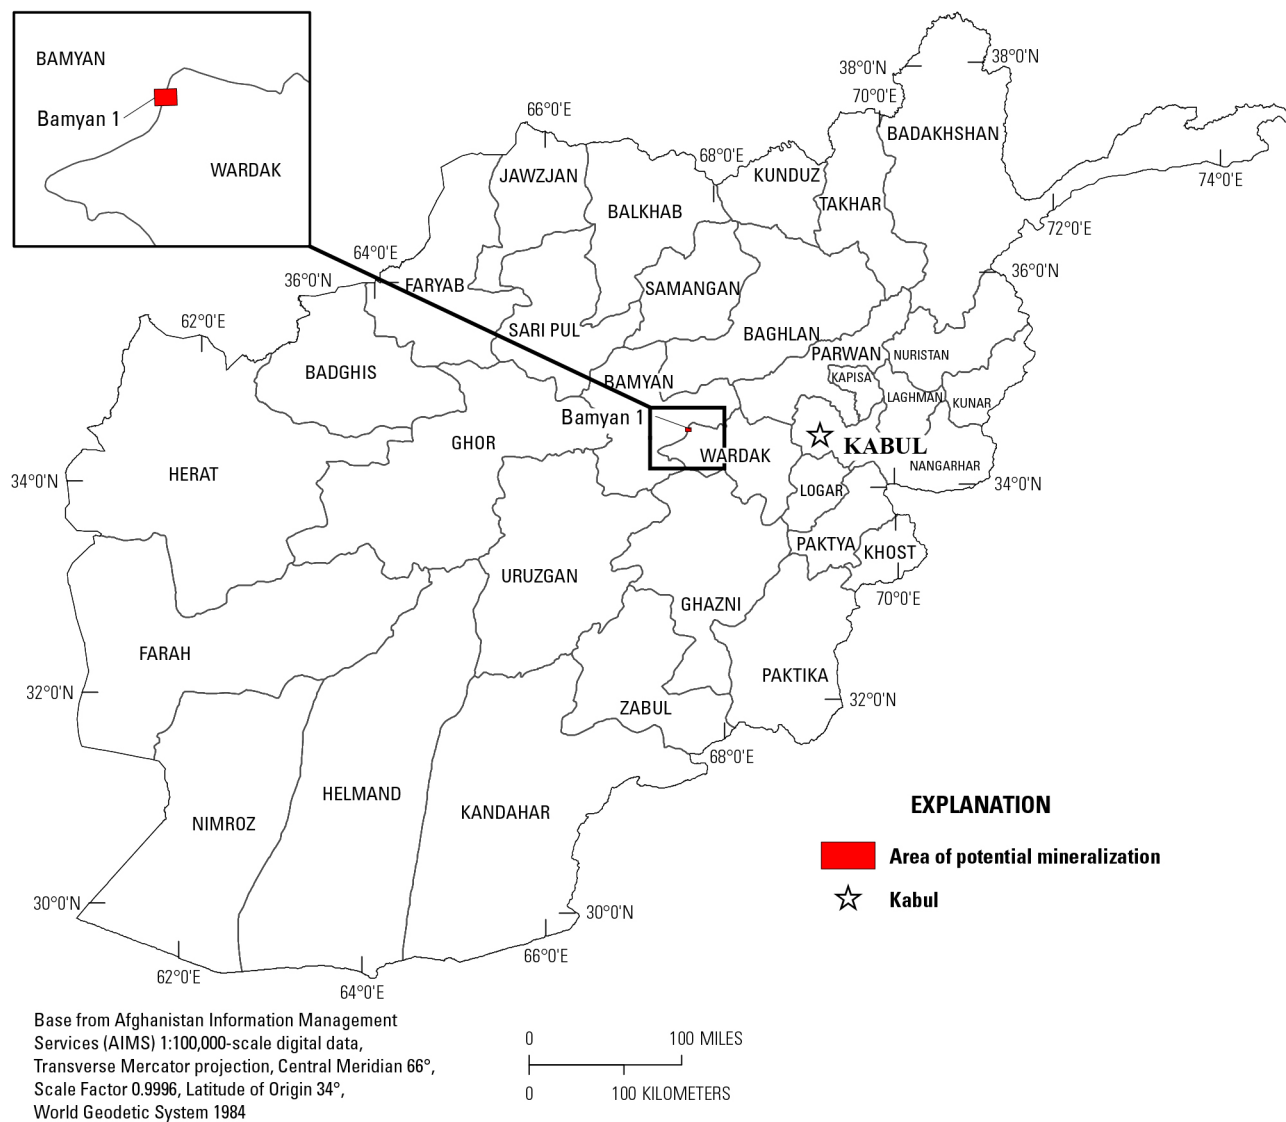 BAMYAN
Bamyan 1
WARDAK
38°0'N
38°0'N
70°0'E
BADAKHSHAN
66°0'E
68°0'E
KUNDUZ
74°0'E
JAWZJAN
BALKHAB
TAKHAR
72°0'E
64°0'E
36°0'N
36°0'N
FARYAB
SAMANGAN
62°0'E
SARI PUL
BAGHLAN
PARWAN
NURISTAN
BADGHIS
BAMYAN
KAPISA
LAGHMAN
KUNAR
Bamyan 1
GHOR
KABUL
WARDAK
NANGARHAR
HERAT
34°0'N
34°0'N
LOGAR
PAKTYA
KHOST
URUZGAN
70°0'E
GHAZNI
FARAH
PAKTIKA
32°0'N
32°0'N
ZABUL
68°0'E
HELMAND
KANDAHAR
NIMROZ
30°0'N
30°0'N
66°0'E
62°0'E
64°0'E
EXPLANATION
Area of potential mineralization
Kabul
Base from Afghanistan Information Management
Services (AIMS) 1:100,000-scale digital data,
Transverse Mercator projection, Central Meridian 66°,
Scale Factor 0.9996, Latitude of Origin 34°,
World Geodetic System 1984
0 100 MILES
0 100 KILOMETERS